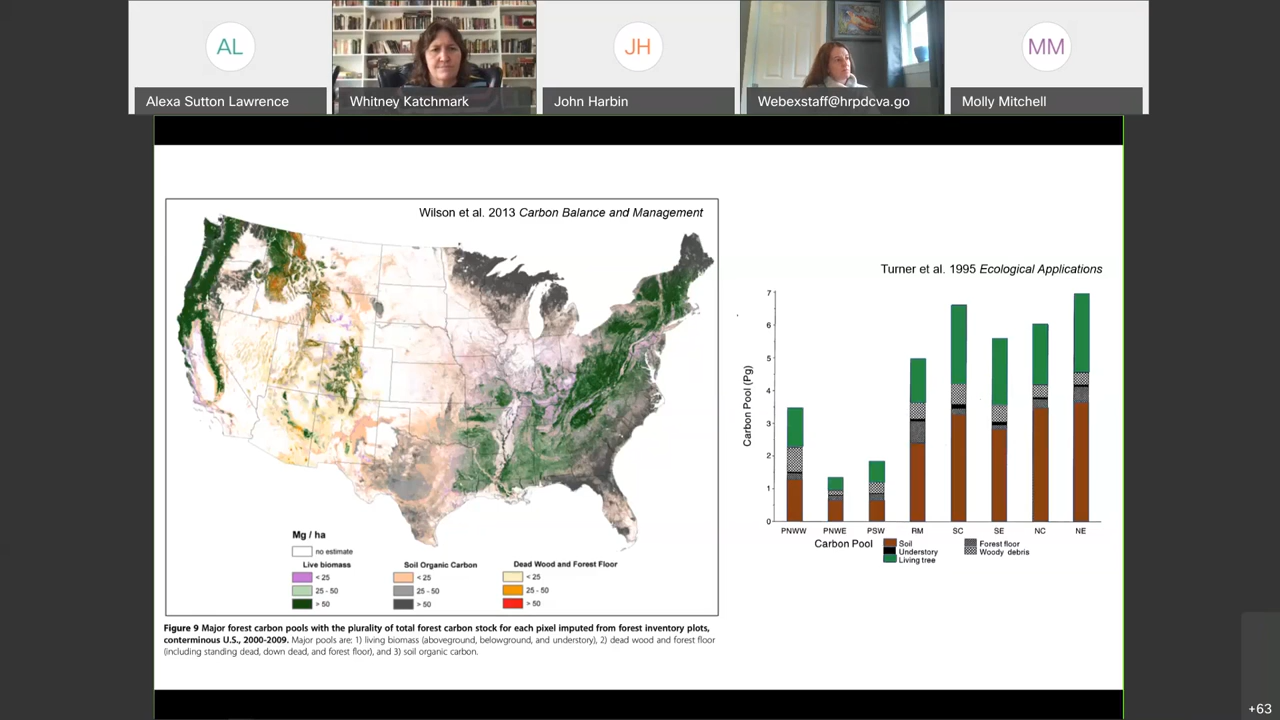 AL
JH
MM
Alexa Sutton Lawrence
Whitney Katchmark
John Harbin
Webexstaff@hrpdcva.go
Molly Mitchell
Wilson et al. 2013 Carbon Balance and Management
Mg / ha
no estimate
Live biomass
< 25
25 - 50
> 50
Soil Organic Carbon
< 25
25 - 50
> 50
Dead Wood and Forest Floor
< 25
25 - 50
> 50
Figure 9 Major forest carbon pools with the plurality of total forest carbon stock for each pixel imputed from forest inventory plots,
conterminous U.S., 2000-2009. Major pools are: 1) living biomass (aboveground, belowground, and understory), 2) dead wood and forest floor
(including standing dead, down dead, and forest floor), and 3) soil organic carbon.
Turner et al. 1995 Ecological Applications
Carbon Pool (Pg)
7
6
5
4
3
2
1
0
PNWW PNWE PSW RM SC SE NC NE
Carbon Pool
Soil
Understory
Living tree
Forest floor
Woody debris
+63